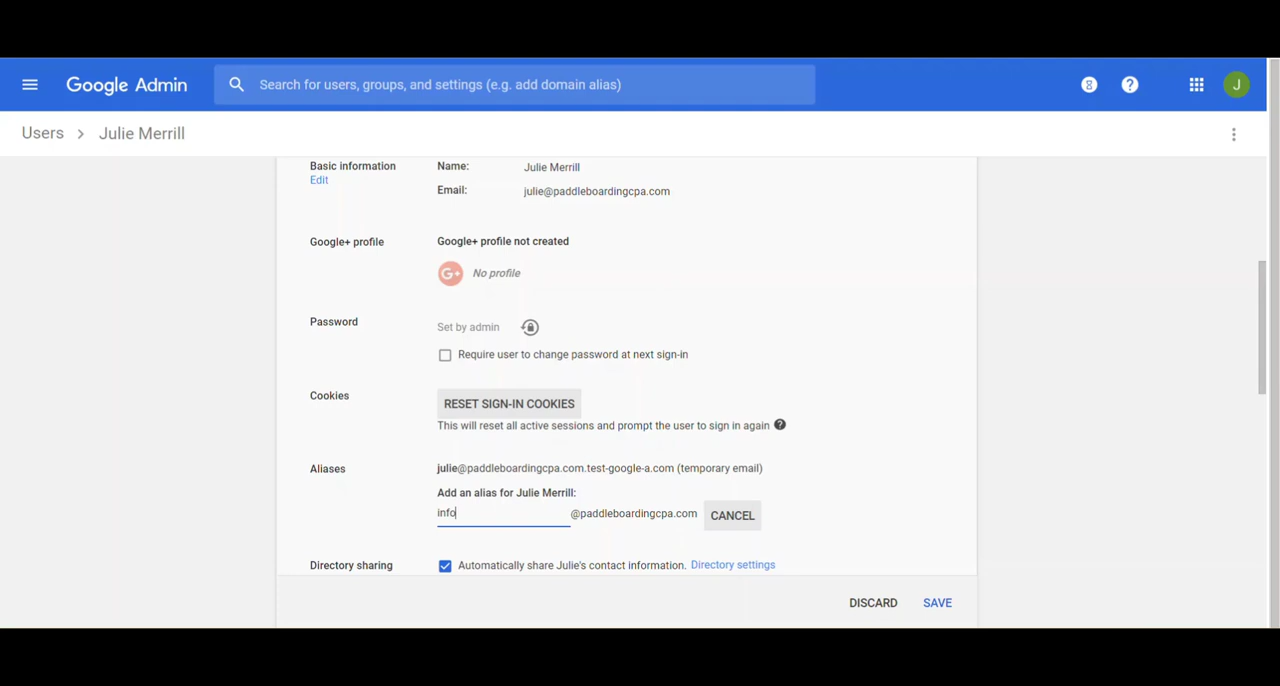 Google Admin
Search for users, groups, and settings (e.g. add domain alias)
8
?
J
Users > Julie Merrill
Basic information
Edit
Name: Julie Merrill
Email: julie@paddleboardingcpa.com
Google+ profile
Google+ profile not created
G+ No profile
Password
Set by admin
Require user to change password at next sign-in
Cookies
RESET SIGN-IN COOKIES
This will reset all active sessions and prompt the user to sign in again ?
Aliases
julie@paddleboardingcpa.com.test-google-a.com (temporary email)
Add an alias for Julie Merrill:
info @paddleboardingcpa.com CANCEL
Directory sharing
Automatically share Julie's contact information. Directory settings
DISCARD SAVE